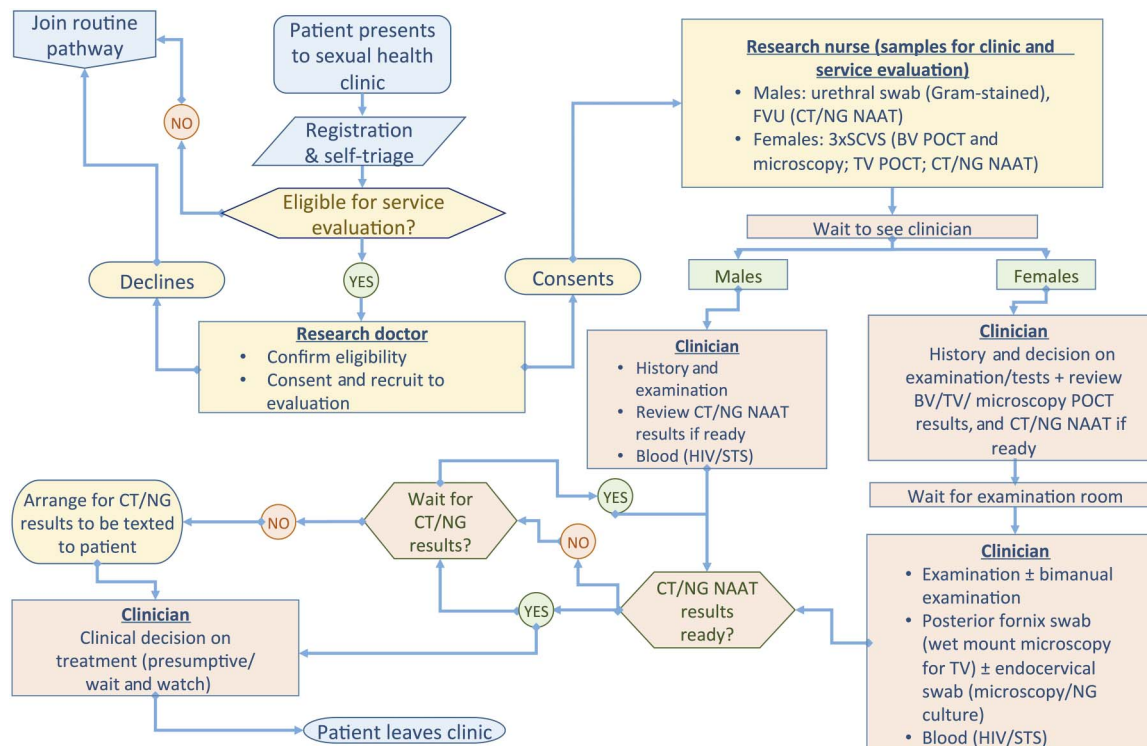 Join routine
pathway
Patient presents
to sexual health
clinic
NO
Registration
& self-triage
Eligible for service
evaluation?
YES
Declines
Consents
Research doctor
• Confirm eligibility
• Consent and recruit to
evaluation
Research nurse (samples for clinic and
service evaluation)
• Males: urethral swab (Gram-stained),
FVU (CT/NG NAAT)
• Females: 3xSCVS (BV POCT and
microscopy; TV POCT; CT/NG NAAT)
Wait to see clinician
Males
Females
Clinician
• History and
examination
• Review CT/NG NAAT
results if ready
• Blood (HIV/STS)
Clinician
History and decision on
examination/tests + review
BV/TV/ microscopy POCT
results, and CT/NG NAAT if
ready
Wait for examination room
Clinician
• Examination ± bimanual
examination
• Posterior fornix swab
(wet mount microscopy
for TV) ± endocervical
swab (microscopy/NG
culture)
• Blood (HIV/STS)
CT/NG NAAT
results
ready?
NO
YES
Wait for
CT/NG
results?
YES
NO
Arrange for CT/NG
results to be texted
to patient
Clinician
Clinical decision on
treatment (presumptive/
wait and watch)
Patient leaves clinic